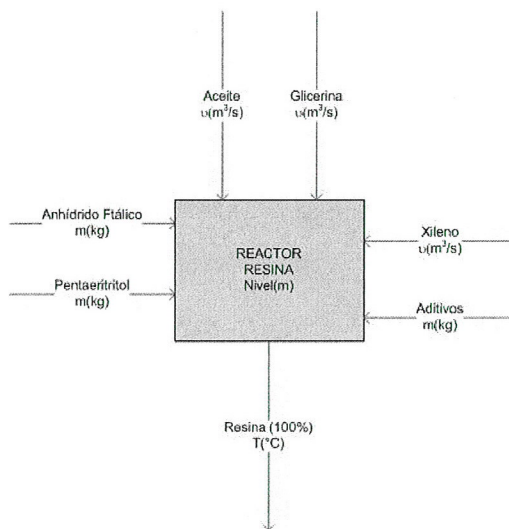 Aceite
υ(m³/s)
Glicerina
υ(m³/s)
Anhídrido Ftálico
m(kg)
Pentaeritritol
m(kg)
REACTOR
RESINA
Nivel(m)
Xileno
υ(m³/s)
Aditivos
m(kg)
Resina (100%)
T(°C)